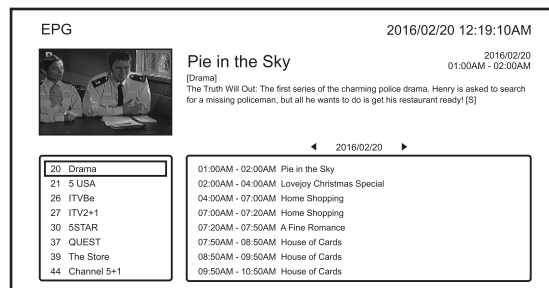 EPG
2016/02/20 12:19:10AM
Pie in the Sky
2016/02/20
01:00AM - 02:00AM
[Drama]
The Truth Will Out: The first series of the charming police drama. Henry is asked to search
for a missing policeman, but all he wants to do is get his restaurant ready! [S]
◀ 2016/02/20 ▶
20 Drama
21 5 USA
26 ITVBe
27 ITV2+1
30 5STAR
37 QUEST
39 The Store
44 Channel 5+1
01:00AM - 02:00AM Pie in the Sky
02:00AM - 04:00AM Lovejoy Christmas Special
04:00AM - 07:00AM Home Shopping
07:00AM - 07:20AM Home Shopping
07:20AM - 07:50AM A Fine Romance
07:50AM - 08:50AM House of Cards
08:50AM - 09:50AM House of Cards
09:50AM - 10:50AM House of Cards